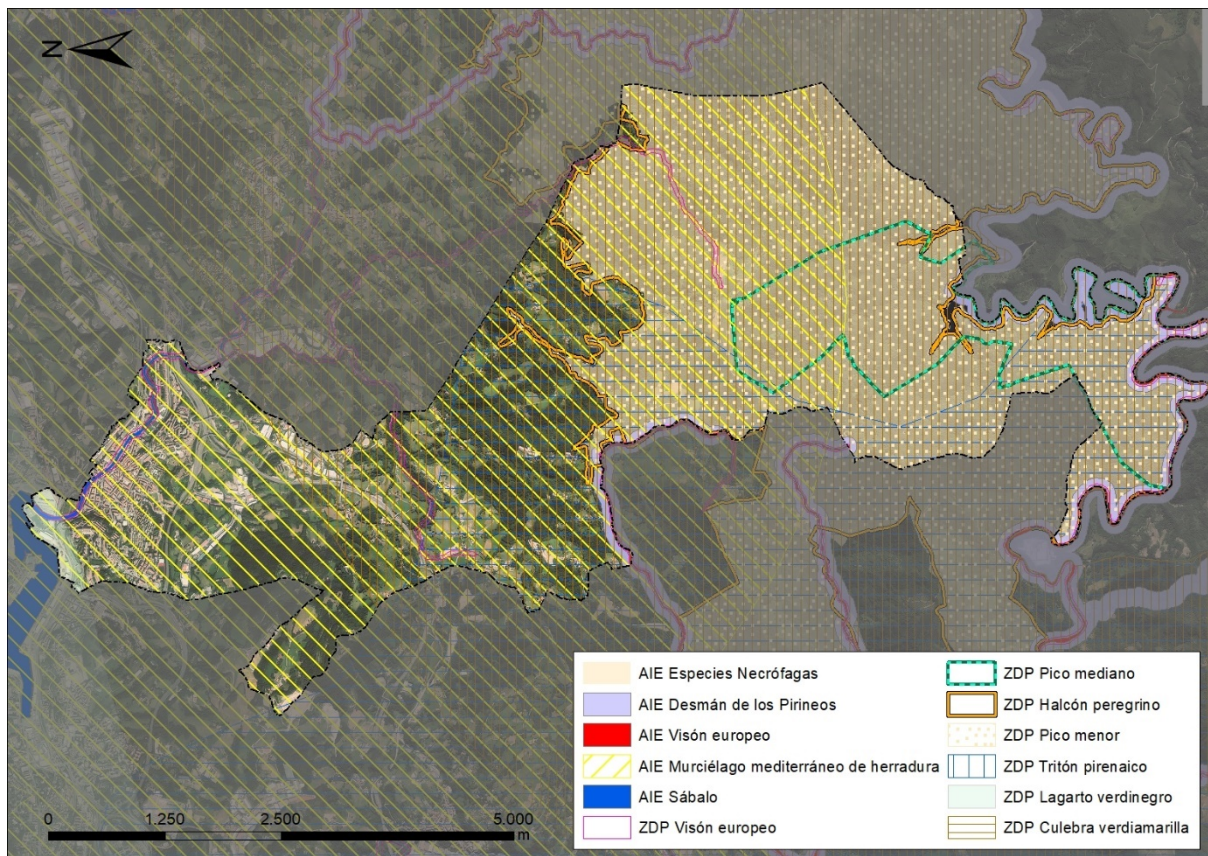 N
AIE Especies Necrófagas
AIE Desmán de los Pirineos
AIE Visón europeo
AIE Murciélago mediterráneo de herradura
AIE Sábalo
ZDP Visón europeo
ZDP Pico mediano
ZDP Halcón peregrino
ZDP Pico menor
ZDP Tritón pirenaico
ZDP Lagarto verdinegro
ZDP Culebra verdiamarilla
0 1.250 2.500 5.000
m